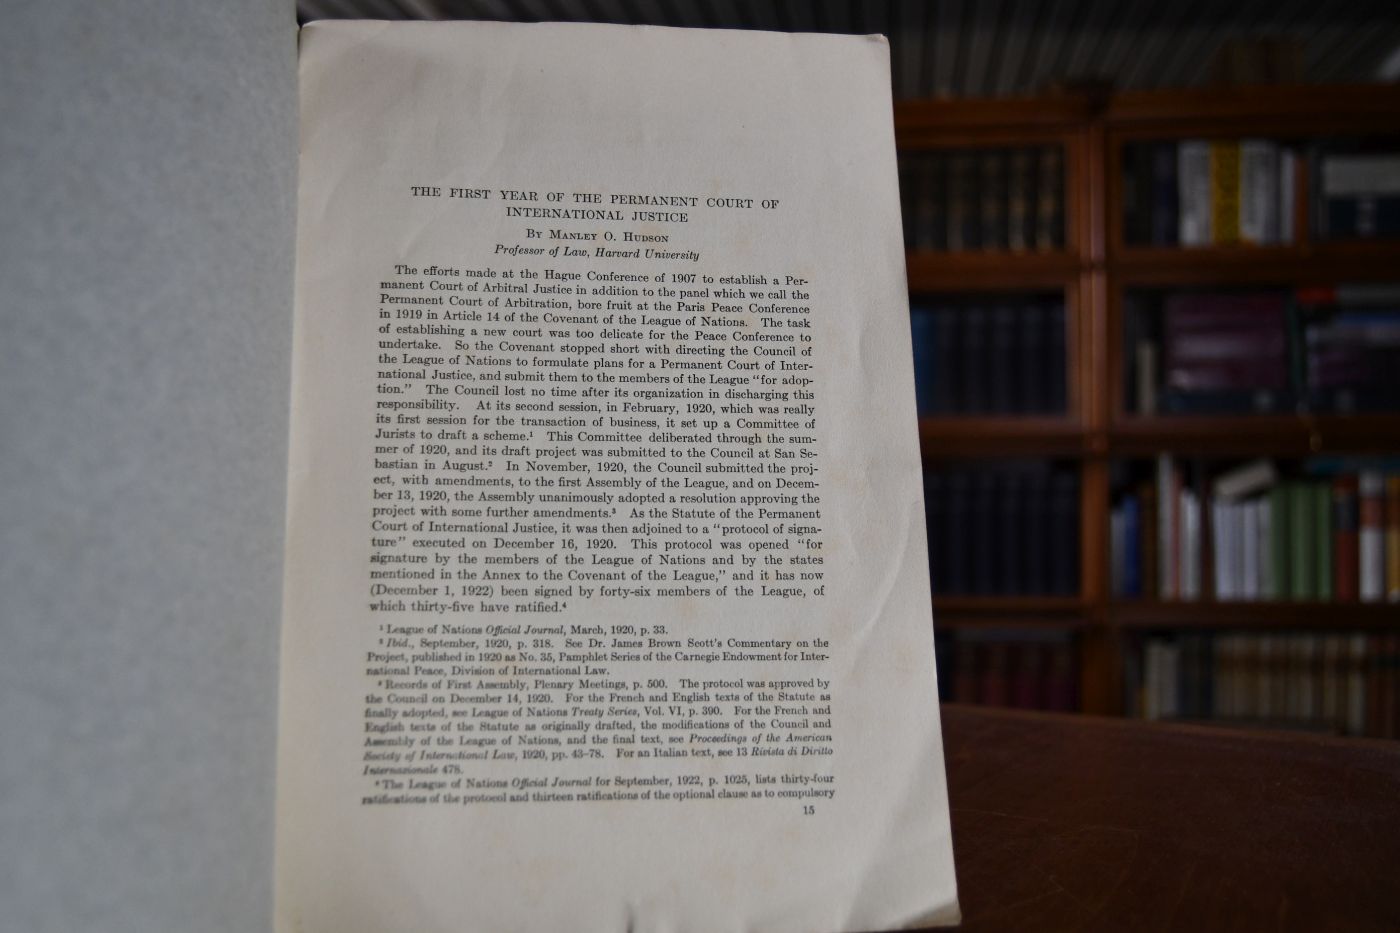 THE FIRST YEAR OF THE PERMANENT COURT OF
INTERNATIONAL JUSTICE
By Manley O. Hudson
Professor of Law, Harvard University
The efforts made at the Hague Conference of 1907 to establish a Per-
manent Court of Arbitral Justice in addition to the panel which we call the
Permanent Court of Arbitration, bore fruit at the Paris Peace Conference
in 1919 in Article 14 of the Covenant of the League of Nations. The task
of establishing a new court was too delicate for the Peace Conference to
undertake. So the Covenant stopped short with directing the Council of
the League of Nations to formulate plans for a Permanent Court of Inter-
national Justice, and submit them to the members of the League "for adop-
tion." The Council lost no time after its organization in discharging this
responsibility. At its second session, in February, 1920, which was really
its first session for the transaction of business, it set up a Committee of
Jurists to draft a scheme.¹ This Committee deliberated through the sum-
mer of 1920, and its draft project was submitted to the Council at San Se-
bastian in August.² In November, 1920, the Council submitted the proj-
ect, with amendments, to the first Assembly of the League, and on Decem-
ber 13, 1920, the Assembly unanimously adopted a resolution approving the
project with some further amendments.³ As the Statute of the Permanent
Court of International Justice, it was then adjoined to a "protocol of signa-
ture" executed on December 16, 1920. This protocol was opened "for
signature by the members of the League of Nations and by the states
mentioned in the Annex to the Covenant of the League," and it has now
(December 1, 1922) been signed by forty-six members of the League, of
which thirty-five have ratified.⁴
¹ League of Nations Official Journal, March, 1920, p. 33.
² Ibid., September, 1920, p. 318. See Dr. James Brown Scott's Commentary on the
Project, published in 1920 as No. 35, Pamphlet Series of the Carnegie Endowment for Inter-
national Peace, Division of International Law.
³ Records of First Assembly, Plenary Meetings, p. 500. The protocol was approved by
the Council on December 14, 1920. For the French and English texts of the Statute as
finally adopted, see League of Nations Treaty Series, Vol. VI, p. 390. For the French and
English texts of the Statute as originally drafted, the modifications of the Council and
Assembly of the League of Nations, and the final text, see Proceedings of the American
Society of International Law, 1920, pp. 43-78. For an Italian text, see 13 Rivista di Diritto
Internazionale 478.
⁴ The League of Nations Official Journal for September, 1922, p. 1025, lists thirty-four
ratifications of the protocol and thirteen ratifications of the optional clause as to compulsory
15